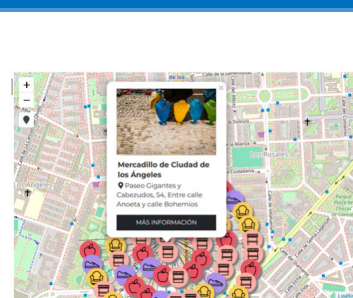 +
−
Mercadillo de Ciudad de
los Ángeles
Paseo Gigantes y
Cabezudos, 54, Entre calle
Anoeta y calle Bohemios
MÁS INFORMACIÓN
Los Rosales